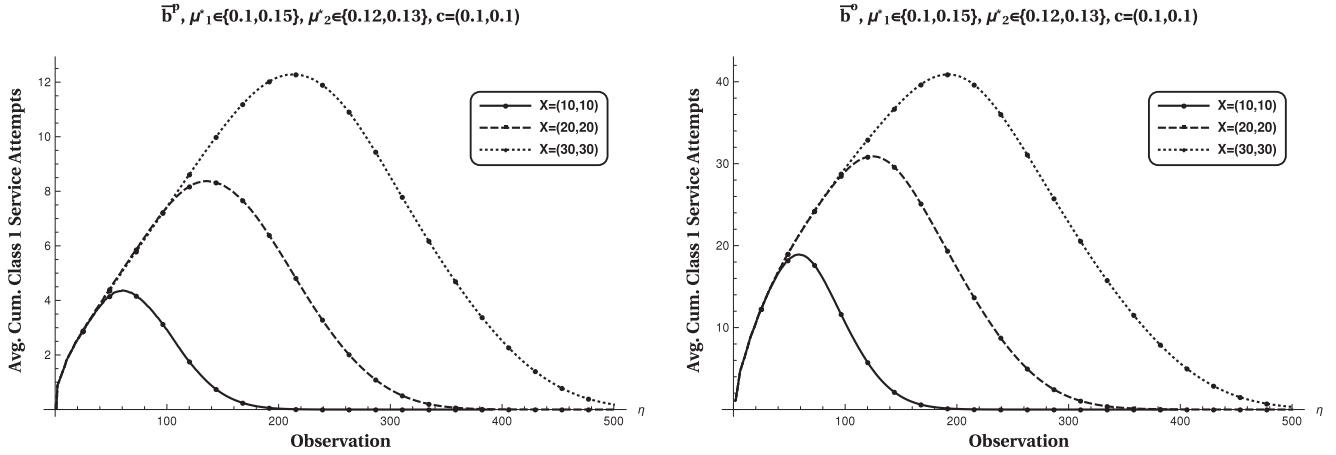 b̅ᵖ, μ*₁∈{0.1,0.15}, μ*₂∈{0.12,0.13}, c=(0.1,0.1)
Avg. Cum. Class 1 Service Attempts
12
10
8
6
4
2
X=(10,10)
X=(20,20)
X=(30,30)
100
200
300
400
500
η
Observation
b̅ᵒ, μ*₁∈{0.1,0.15}, μ*₂∈{0.12,0.13}, c=(0.1,0.1)
Avg. Cum. Class 1 Service Attempts
40
30
20
10
X=(10,10)
X=(20,20)
X=(30,30)
100
200
300
400
500
η
Observation